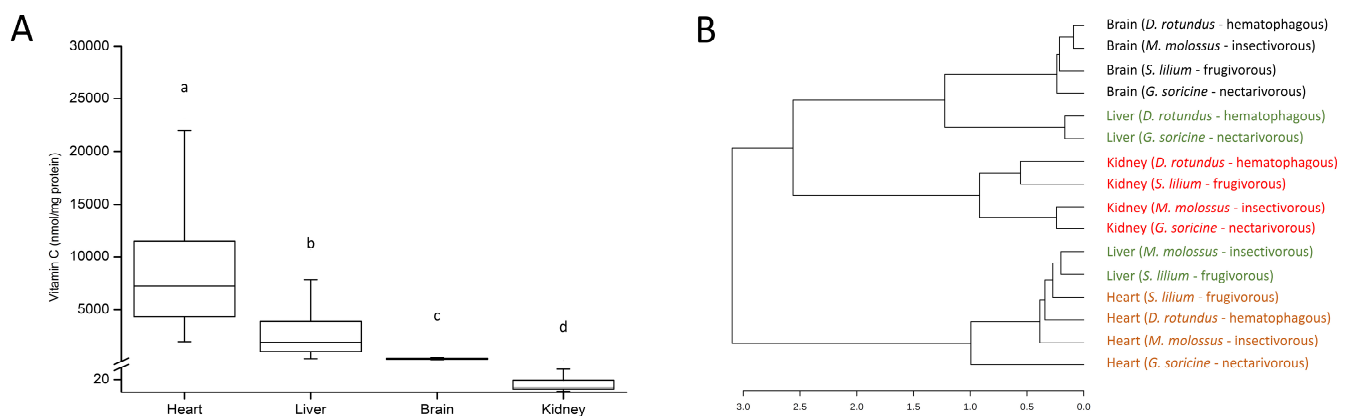 A
Vitamin C (nmol/mg protein)
30000
25000
20000
15000
10000
5000
20
a
b
c
d
Heart Liver Brain Kidney
B
Brain (D. rotundus - hematophagous)
Brain (M. molossus - insectivorous)
Brain (S. lilium - frugivorous)
Brain (G. soricine - nectarivorous)
Liver (D. rotundus - hematophagous)
Liver (G. soricine - nectarivorous)
Kidney (D. rotundus - hematophagous)
Kidney (S. lilium - frugivorous)
Kidney (M. molossus - insectivorous)
Kidney (G. soricine - nectarivorous)
Liver (M. molossus - insectivorous)
Liver (S. lilium - frugivorous)
Heart (S. lilium - frugivorous)
Heart (D. rotundus - hematophagous)
Heart (M. molossus - insectivorous)
Heart (G. soricine - nectarivorous)
3.0 2.5 2.0 1.5 1.0 0.5 0.0